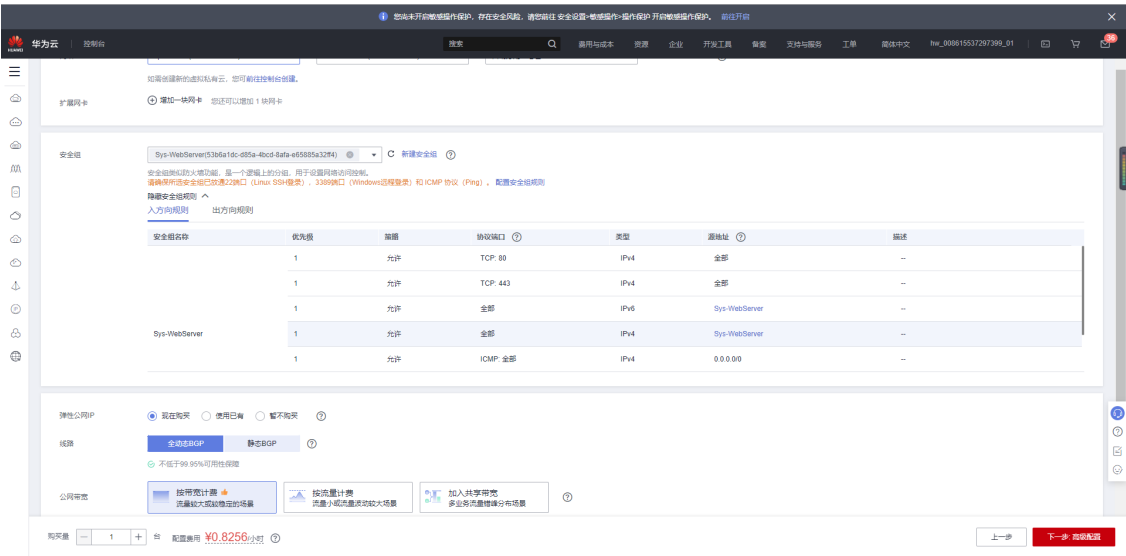 您尚未开启敏感操作保护，存在安全风险，请您前往 安全设置>敏感操作>操作保护 开启敏感操作保护。 前往开启
HUAWEI 华为云 控制台 搜索 费用与成本 资源 企业 开发工具 备案 支持与服务 工单 简体中文 hw_008615537297399_01 36
如需创建新的虚拟私有云，您可前往控制台创建。
扩展网卡 增加一块网卡 您还可以增加 1 块网卡
安全组 Sys-WebServer(53b6a1dc-d85a-4bcd-8afa-e65885a32ff4) 新建安全组
安全组类似防火墙功能，是一个逻辑上的分组，用于设置网络访问控制。
请确保所选安全组已放通22端口（Linux SSH登录），3389端口（Windows远程登录）和 ICMP 协议（Ping）。 配置安全组规则
隐藏安全组规则
入方向规则 出方向规则
安全组名称 优先级 策略 协议端口 类型 源地址 描述
1 允许 TCP: 80 IPv4 全部 --
1 允许 TCP: 443 IPv4 全部 --
1 允许 全部 IPv6 Sys-WebServer --
Sys-WebServer 1 允许 全部 IPv4 Sys-WebServer --
1 允许 ICMP: 全部 IPv4 0.0.0.0/0 --
弹性公网IP 现在购买 使用已有 暂不购买
线路 全动态BGP 静态BGP
不低于99.95%可用性保障
公网带宽 按带宽计费 按流量计费 加入共享带宽
流量较大或较稳定的场景 流量小或流量波动较大场景 多业务流量错峰分布场景
购买量 1 台 配置费用 ¥0.8256/小时 上一步 下一步: 高级配置